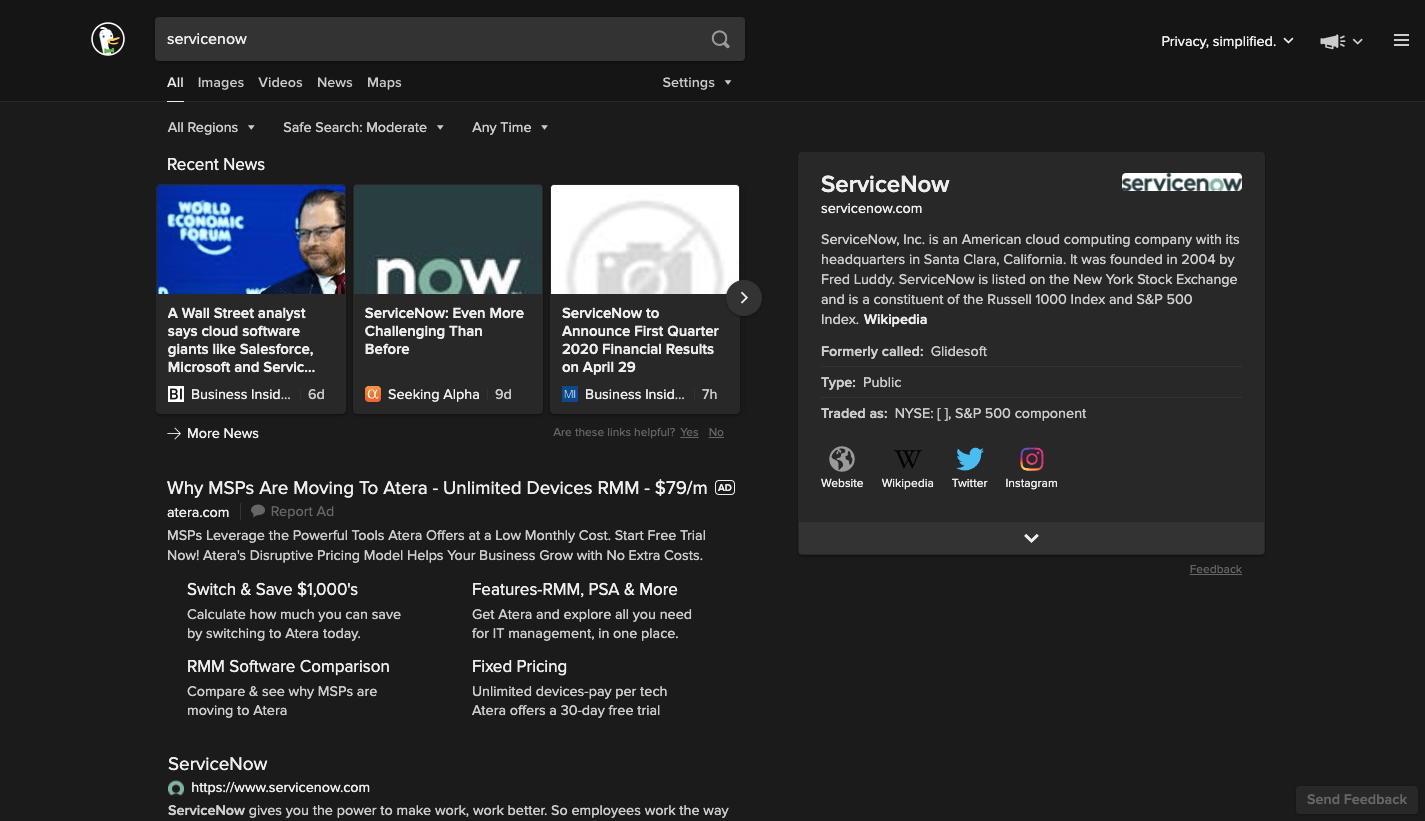 servicenow
Privacy, simplified.
All Images Videos News Maps
Settings
All Regions
Safe Search: Moderate
Any Time
Recent News
WORLD
ECONOMIC
FORUM
WORLD
A Wall Street analyst
says cloud software
giants like Salesforce,
Microsoft and Servic...
BI Business Insid... 6d
now
ServiceNow: Even More
Challenging Than
Before
α Seeking Alpha 9d
ServiceNow to
Announce First Quarter
2020 Financial Results
on April 29
MI Business Insid... 7h
More News
Are these links helpful? Yes No
Why MSPs Are Moving To Atera - Unlimited Devices RMM - $79/m AD
atera.com Report Ad
MSPs Leverage the Powerful Tools Atera Offers at a Low Monthly Cost. Start Free Trial
Now! Atera's Disruptive Pricing Model Helps Your Business Grow with No Extra Costs.
Switch & Save $1,000's
Calculate how much you can save
by switching to Atera today.
Features-RMM, PSA & More
Get Atera and explore all you need
for IT management, in one place.
RMM Software Comparison
Compare & see why MSPs are
moving to Atera
Fixed Pricing
Unlimited devices-pay per tech
Atera offers a 30-day free trial
ServiceNow
https://www.servicenow.com
ServiceNow gives you the power to make work, work better. So employees work the way
ServiceNow
servicenow
servicenow.com
ServiceNow, Inc. is an American cloud computing company with its
headquarters in Santa Clara, California. It was founded in 2004 by
Fred Luddy. ServiceNow is listed on the New York Stock Exchange
and is a constituent of the Russell 1000 Index and S&P 500
Index. Wikipedia
Formerly called: Glidesoft
Type: Public
Traded as: NYSE: [ ], S&P 500 component
W
Website Wikipedia Twitter Instagram
Feedback
Send Feedback